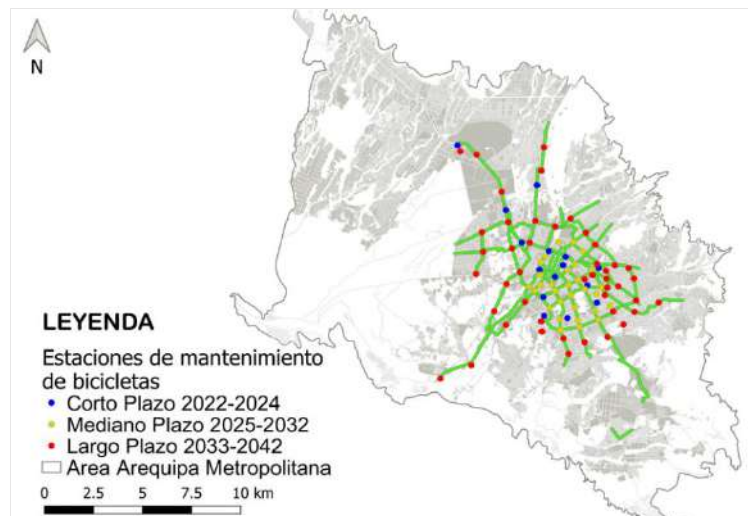 N
LEYENDA
Estaciones de mantenimiento
de bicicletas
Corto Plazo 2022-2024
Mediano Plazo 2025-2032
Largo Plazo 2033-2042
Area Arequipa Metropolitana
0 2.5 5 7.5 10 km